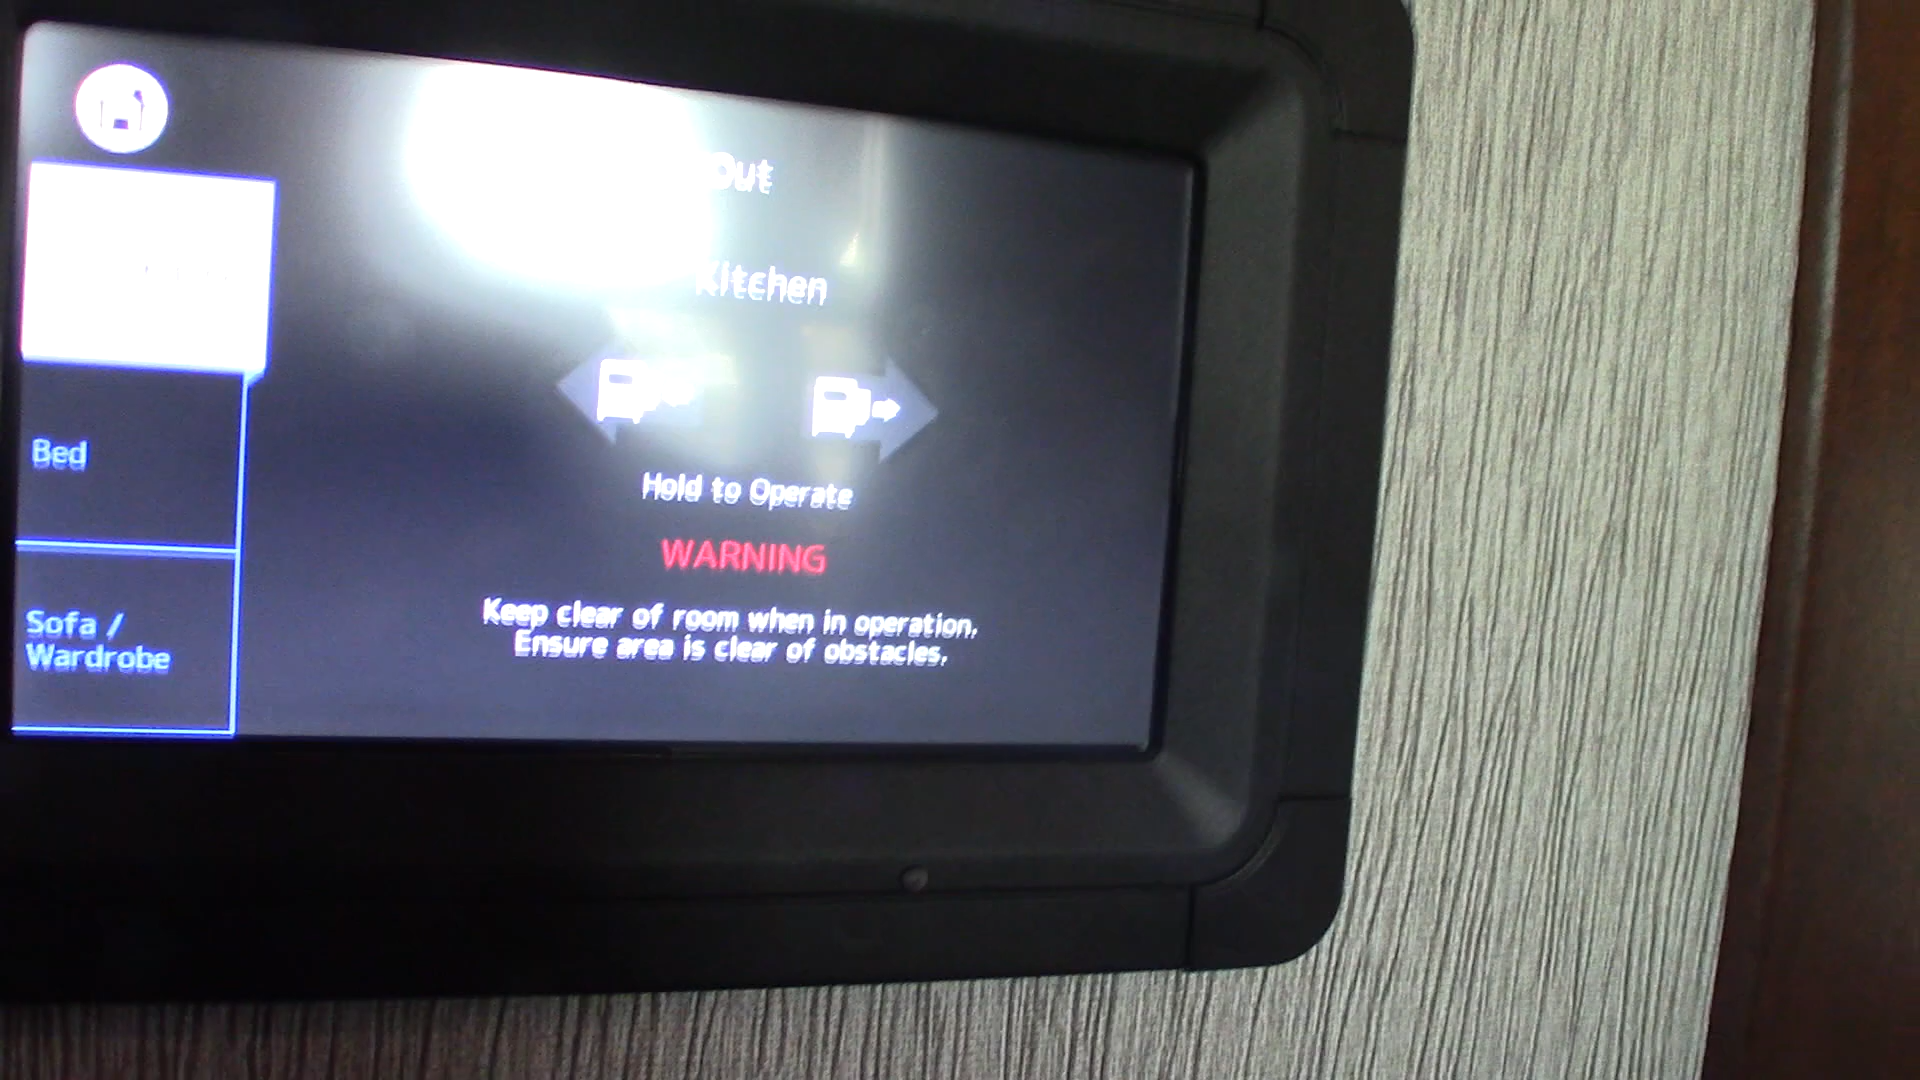 Out
Kitchen
Hold to Operate
WARNING
Keep clear of room when in operation.
Ensure area is clear of obstacles.
Bed
Sofa /
Wardrobe